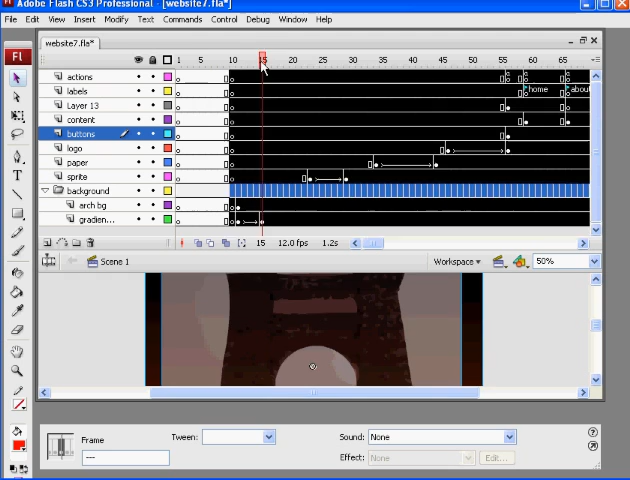 Adobe Flash CS3 Professional - [website7.fla*]
File Edit View Insert Modify Text Commands Control Debug Window Help
website7.fla*
Fl
1 5 10 15 20 25 30 35 40 45 50 55 60 65
actions
labels
home
about
Layer 13
content
buttons
logo
paper
sprite
background
arch bg
gradien...
15 12.0 fps 1.2s
Scene 1
Workspace
50%
Frame
Tween:
Sound: None
Effect: None
Edit...